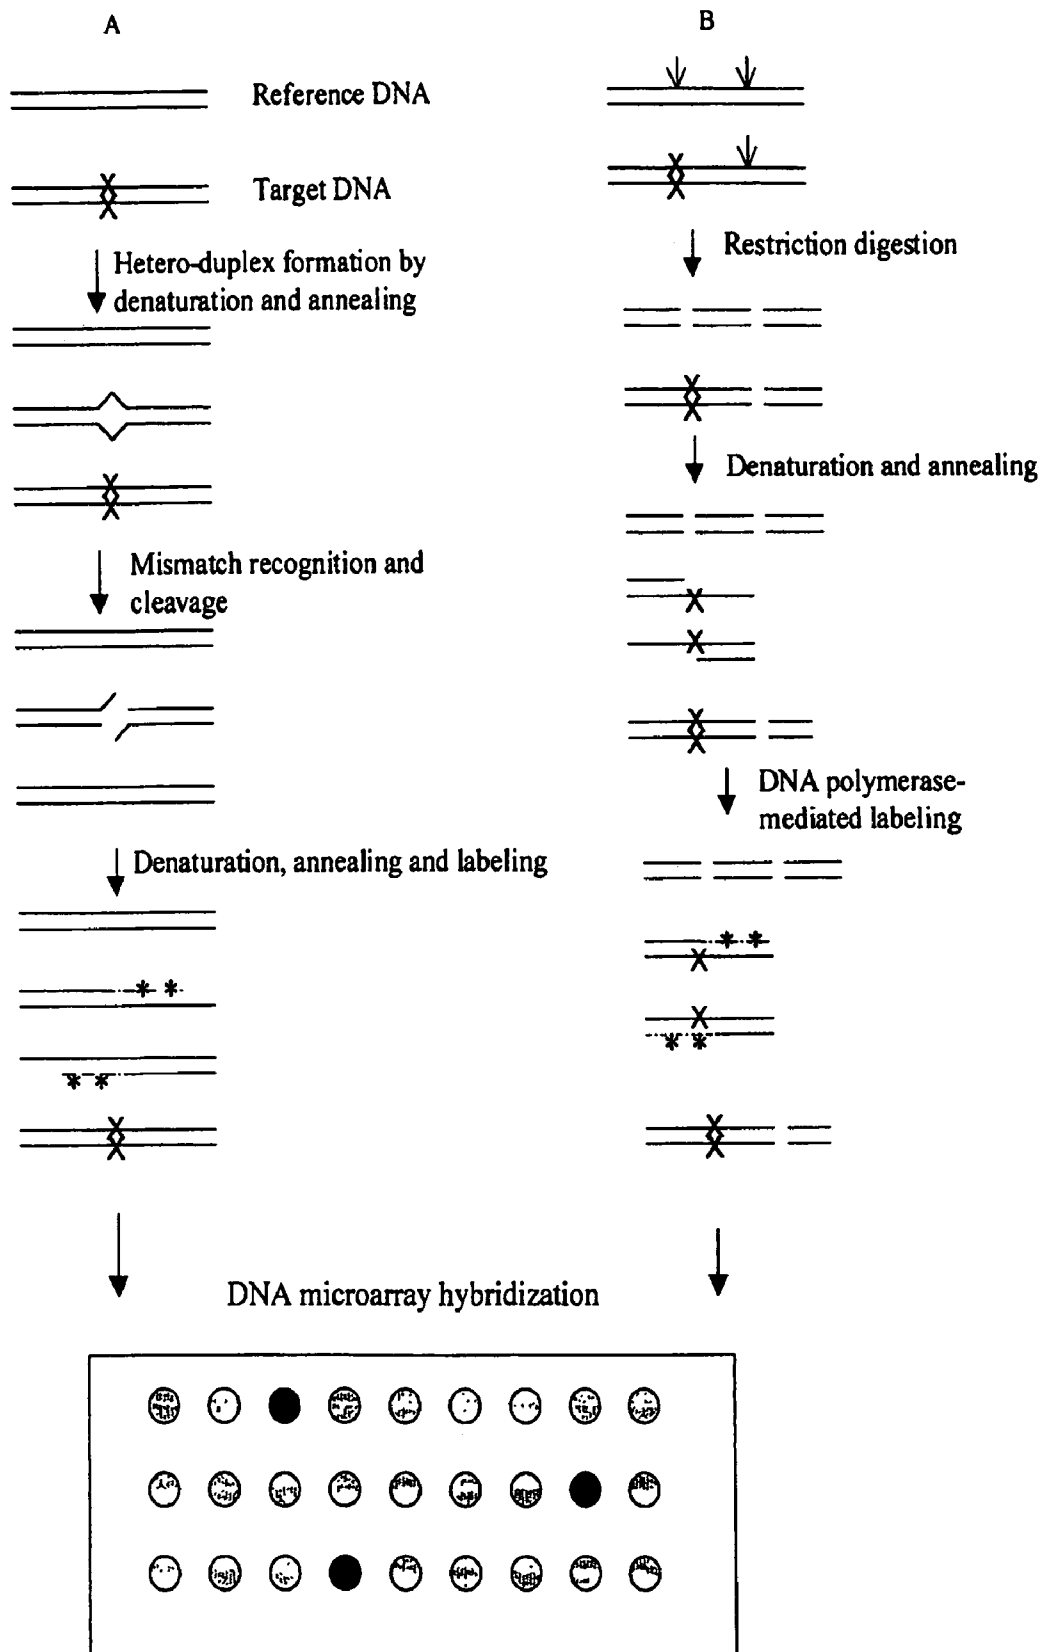 A
Reference DNA
Target DNA
Hetero-duplex formation by
denaturation and annealing
Mismatch recognition and
cleavage
Denaturation, annealing and labeling
B
Restriction digestion
Denaturation and annealing
DNA polymerase-
mediated labeling
DNA microarray hybridization